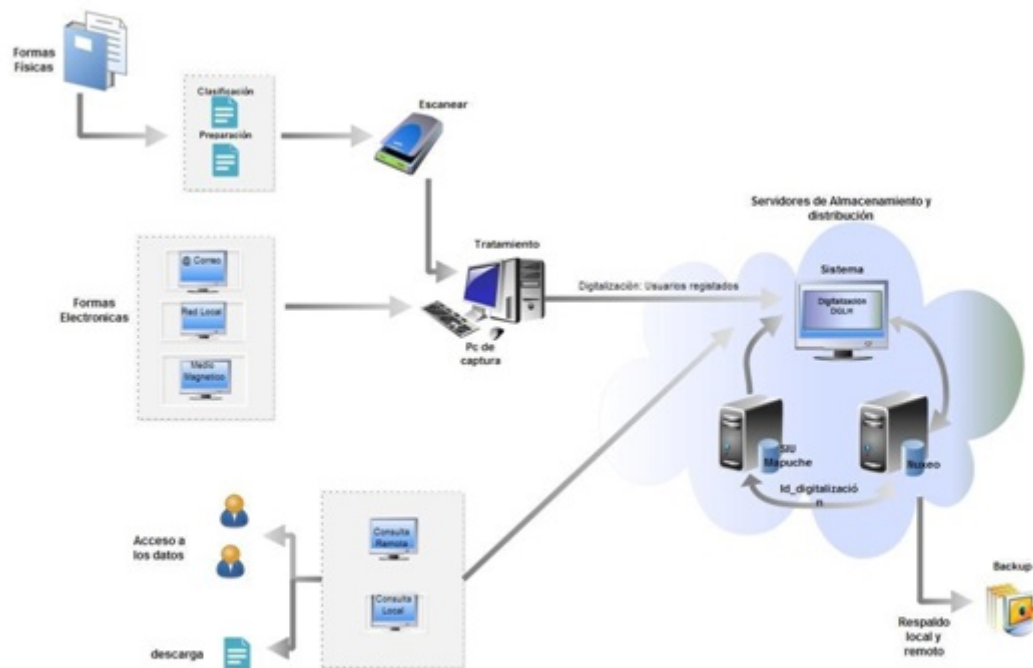 Formas
Físicas
Clasificación
Preparación
Escanear
Servidores de Almacenamiento y
distribución
Tratamiento
Sistema
@ Correo
Digitalización
DGLH
Digitalización: Usuarios registados
Formas
Electronicas
Red Local
Pc de
captura
Medio
Magnetico
SIU
Mapuche
Nuxeo
Id_digitalizació
n
Consulta
Remota
Acceso a
los datos
Backup
Consulta
Local
Respaldo
local y
remoto
descarga